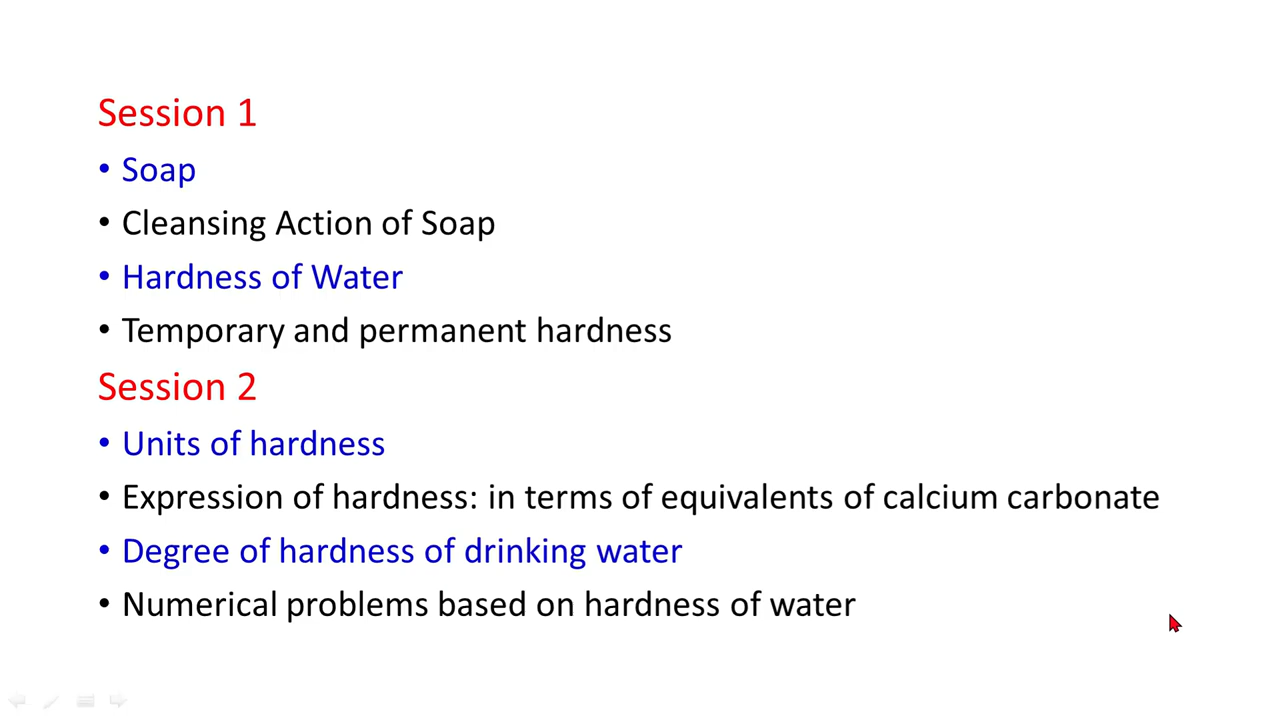 Session 1
• Soap
• Cleansing Action of Soap
• Hardness of Water
• Temporary and permanent hardness
Session 2
• Units of hardness
• Expression of hardness: in terms of equivalents of calcium carbonate
• Degree of hardness of drinking water
• Numerical problems based on hardness of water